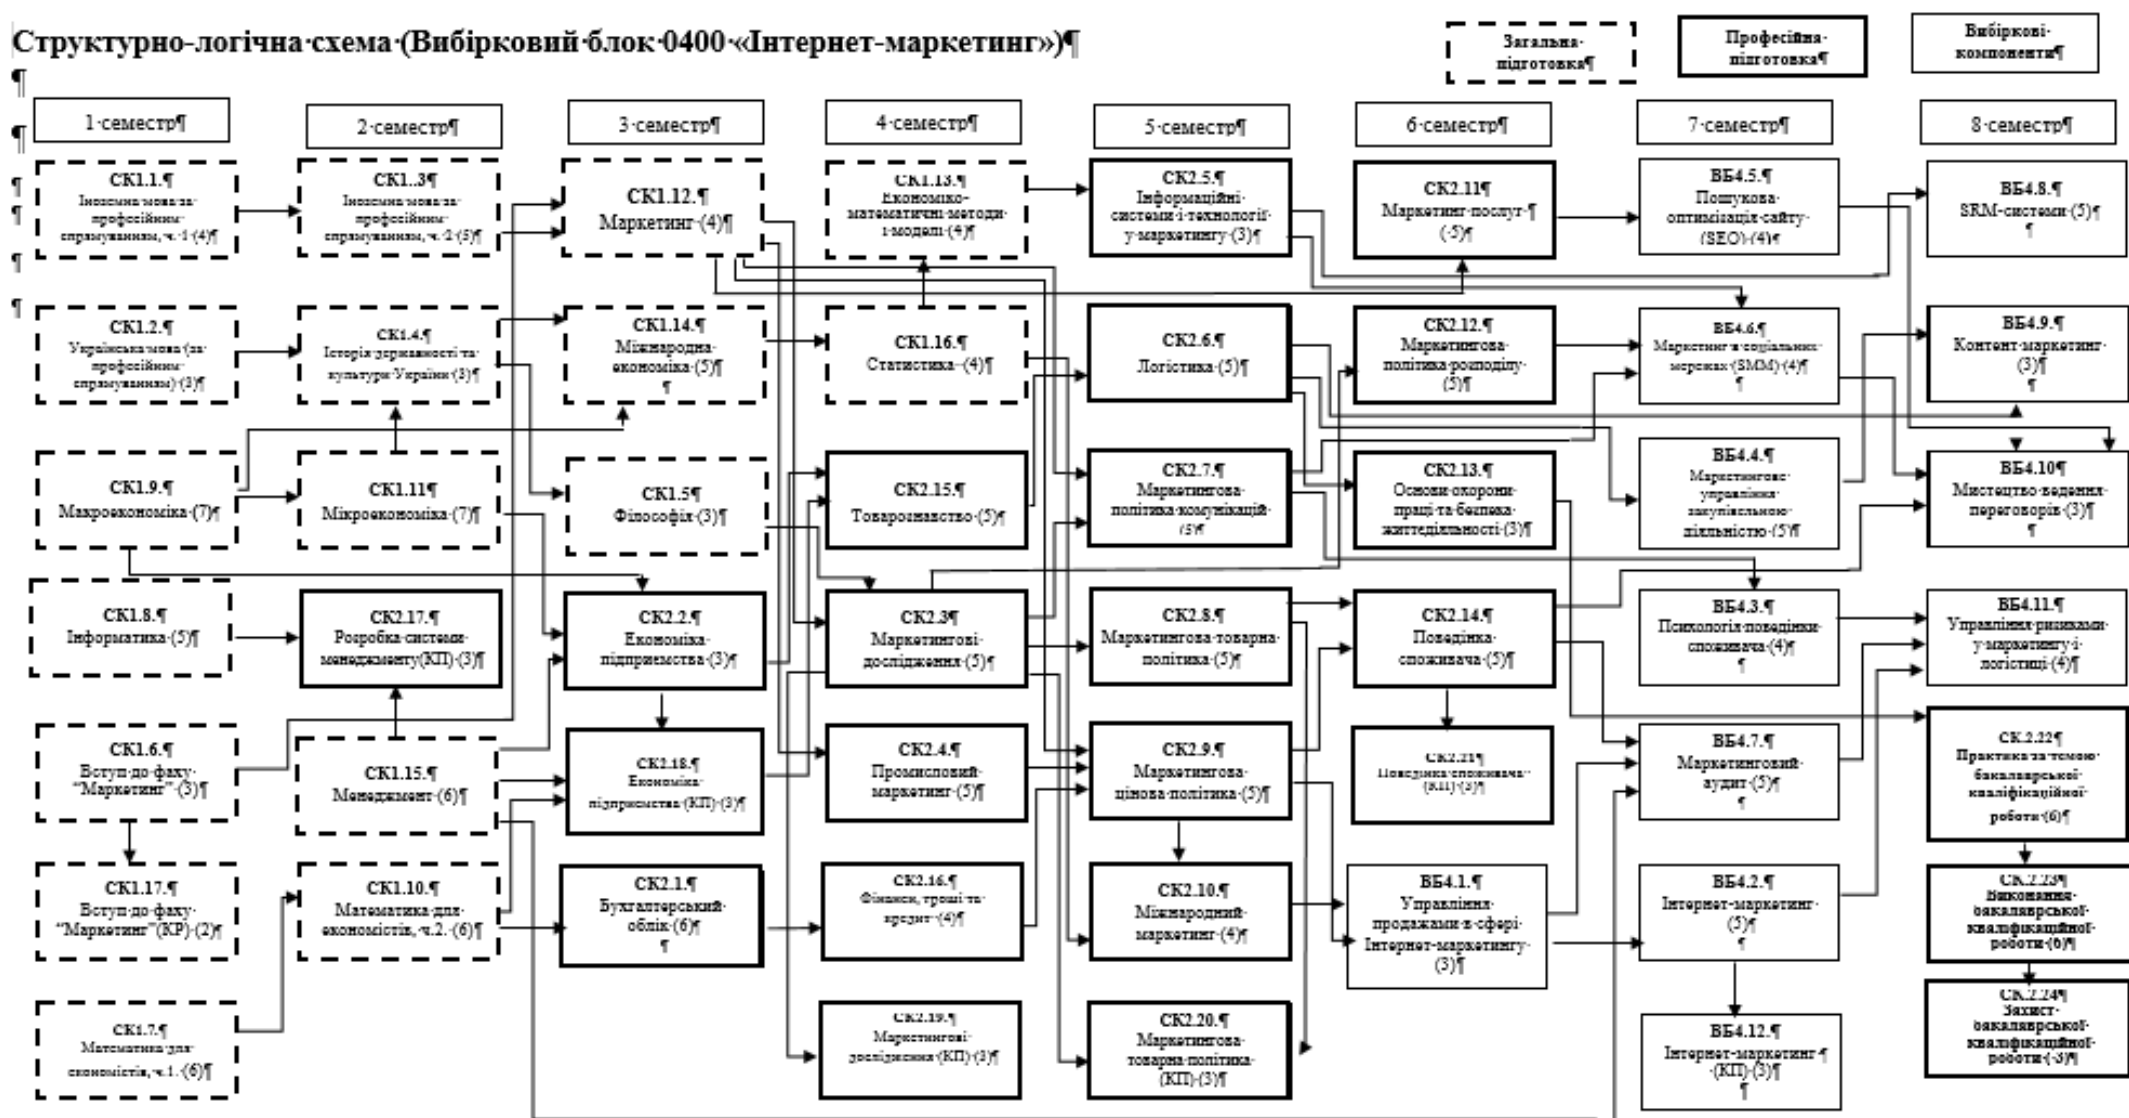 Структурно-логічна·схема·(Вибірковий·блок·0400·«Інтернет-маркетинг»)¶
Загальна·
підготовка¶
Професійна·
підготовка¶
Вибіркові·
компоненти¶
¶
¶
¶
¶
¶
¶
1·семестр¶
2·семестр¶
3·семестр¶
4·семестр¶
5·семестр¶
6·семестр¶
7·семестр¶
8·семестр¶
СК1.1.¶
Іноземна·мова·за·
професійним·
спрямуванням,·ч.·1·(4)¶
СК1..3¶
Іноземна·мова·за·
професійним·
спрямуванням,·ч.·2·(5)¶
СК1.12.¶
Маркетинг·(4)¶
СК1.13.¶
Економіко-
математичні·методи·
і·моделі·(4)¶
СК2.5.¶
Інформаційні·
системи·і·технології·
у·маркетингу·(3)¶
СК2.11¶
Маркетинг·послуг·¶
(·5)¶
ВБ4.5.¶
Пошукова·
оптимізація·сайту·
(SEO)·(4)¶
ВБ4.8.¶
SRM-системи·(5)¶
¶
СК1.2.¶
Українська·мова·(за·
професійним·
спрямуванням)·(3)¶
СК1.4.¶
Історія·державності·та·
культури·України·(3)¶
СК1.14.¶
Міжнародна·
економіка·(5)¶
¶
СК1.16.¶
Статистика··(4)¶
СК2.6.¶
Логістика·(5)¶
СК2.12.¶
Маркетингова·
політика·розподілу·
(5)¶
ВБ4.6.¶
Маркетинг·в·соціальних·
мережах·(SMM)·(4)¶
¶
ВБ4.9.¶
Контент-маркетинг·
(3)¶
¶
СК1.9.¶
Макроекономіка·(7)¶
СК1.11¶
Мікроекономіка·(7)¶
СК1.5¶
Філософія·(3)¶
СК2.15.¶
Товарознавство·(5)¶
СК2.7.¶
Маркетингова·
політика·комунікацій·
(5)¶
СК2.13.¶
Основи·охорони·
праці·та·безпека·
життєдіяльності·(3)¶
ВБ4.4.¶
Маркетингове·
управління·
закупівельною·
діяльністю·(5)¶
ВБ4.10¶
Мистецтво·ведення·
переговорів·(3)¶
¶
СК1.8.¶
Інформатика·(5)¶
СК2.17.¶
Розробка·системи·
менеджменту(КП)·(3)¶
СК2.2.¶
Економіка·
підприємства·(3)¶
СК2.3¶
Маркетингові·
дослідження·(5)¶
СК2.8.¶
Маркетингова·товарна·
політика·(5)¶
СК2.14.¶
Поведінка·
споживача·(5)¶
ВБ4.3.¶
Психологія·поведінки·
споживача·(4)¶
¶
ВБ4.11.¶
Управління·ризиками·
у·маркетингу·і·
логістиці·(4)¶
СК1.6.¶
Вступ·до·фаху·
“Маркетинг”·(3)¶
СК1.15.¶
Менеджмент·(6)¶
СК2.18.¶
Економіка·
підприємства·(КП)·(3)¶
СК2.4.¶
Промисловий·
маркетинг·(5)¶
СК2.9.¶
Маркетингова·
цінова·політика·(5)¶
СК2.21¶
Поведінка·споживача·
(КП)·(3)¶
ВБ4.7.¶
Маркетинговий·
аудит·(5)¶
¶
СК.2.22¶
Практика·за·темою·
бакалаврської·
кваліфікаційної·
роботи·(6)¶
СК1.17.¶
Вступ·до·фаху·
“Маркетинг”(КР)·(2)¶
СК1.10.¶
Математика·для·
економістів,·ч.2.·(6)¶
СК2.1.¶
Бухгалтерський·
облік·(6)¶
¶
СК2.16.¶
Фінанси,·гроші·та·
кредит··(4)¶
СК2.10.¶
Міжнародний·
маркетинг·(4)¶
ВБ4.1.¶
Управління·
продажами·в·сфері·
Інтернет-маркетингу·
(3)¶
ВБ4.2.¶
Інтернет-маркетинг·
(5)¶
¶
СК.2.23¶
Виконання·
бакалаврської·
кваліфікаційної·
роботи·(6)¶
СК1.7.¶
Математика·для·
економістів,·ч.1.·(6)¶
СК2.19.¶
Маркетингові·
дослідження·(КП)·(3)¶
СК2.20.¶
Маркетингова·
товарна·політика·
(КП)·(3)¶
ВБ4.12.¶
Інтернет-маркетинг·¶
·(КП)·(3)¶
¶
СК.2.24¶
Захист·
бакалаврської·
кваліфікаційної·
роботи·(·3)¶